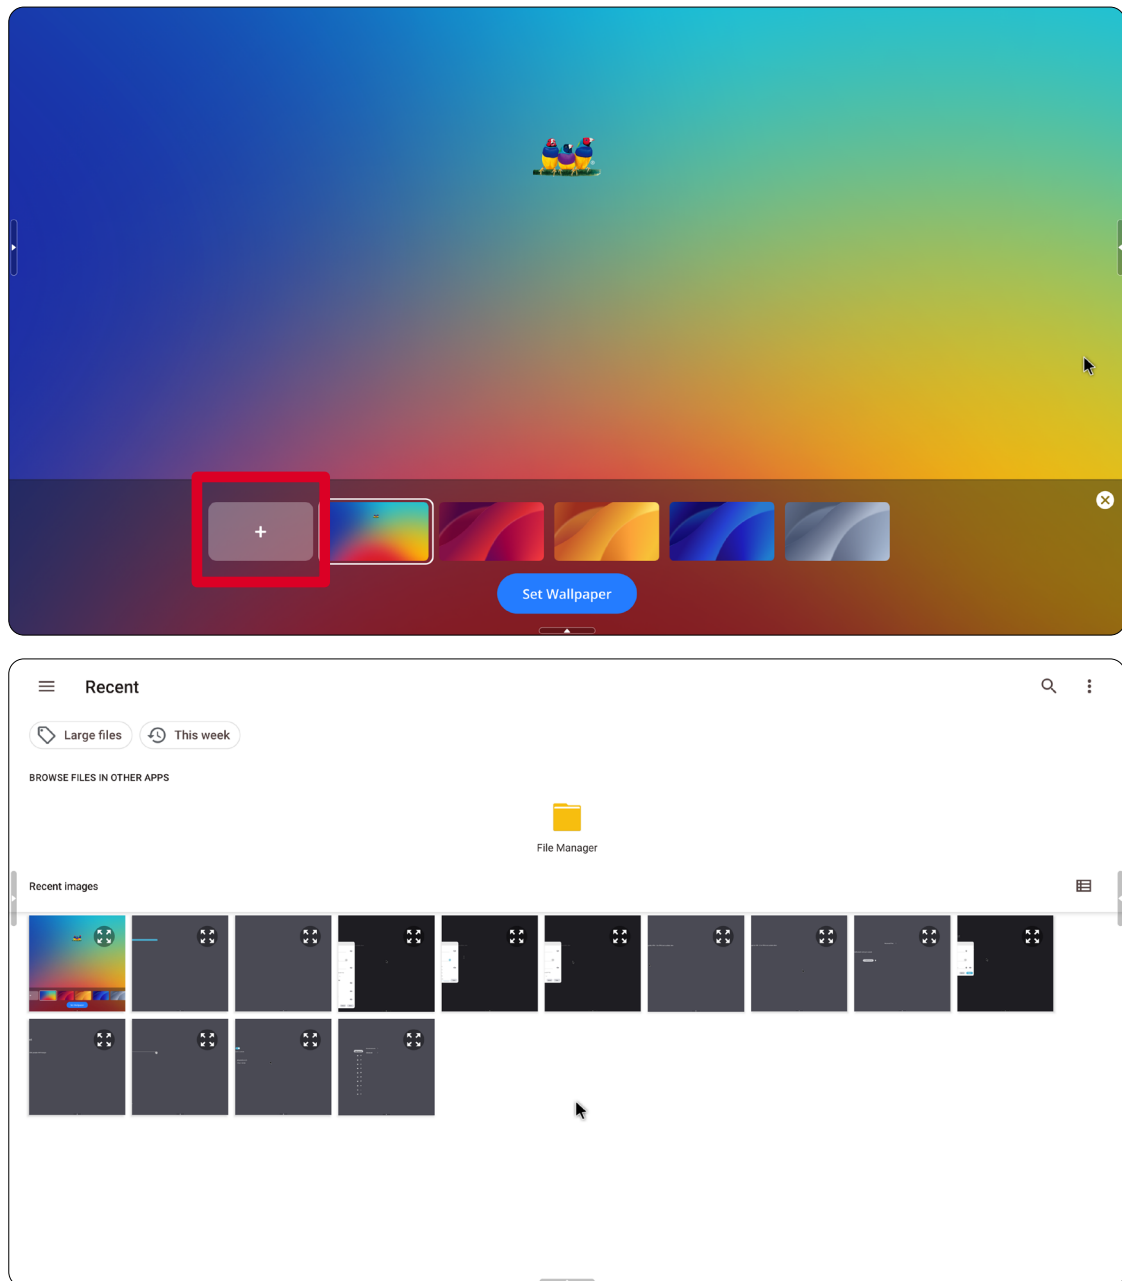 +
Set Wallpaper
Recent
Large files
This week
BROWSE FILES IN OTHER APPS
File Manager
Recent images